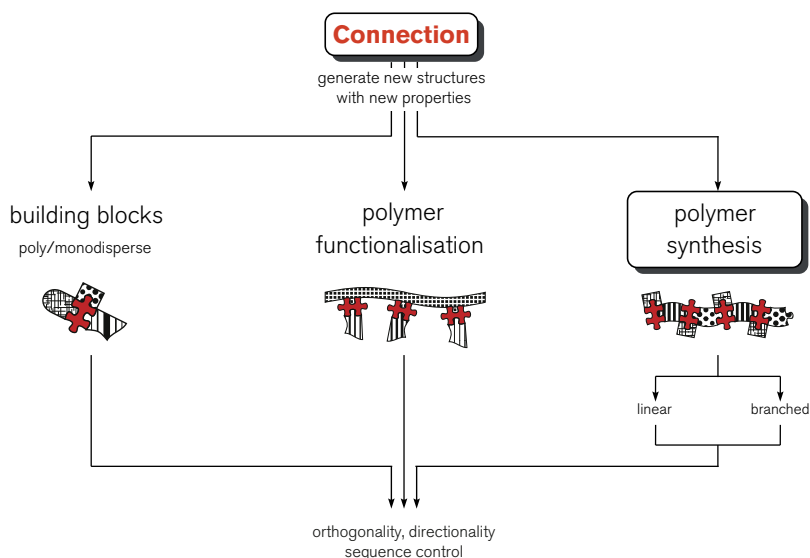 Connection
generate new structures
with new properties
building blocks
poly/monodisperse
polymer
functionalisation
polymer
synthesis
linear
branched
orthogonality, directionality
sequence control